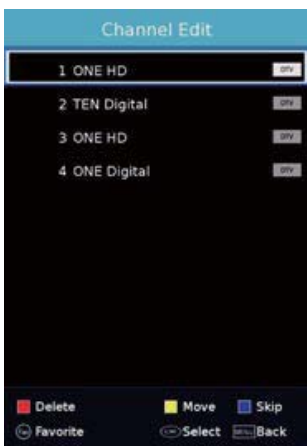 Channel Edit
1 ONE HD DTV
2 TEN Digital DTV
3 ONE HD DTV
4 ONE Digital DTV
Delete Move Skip
Favorite Select Back